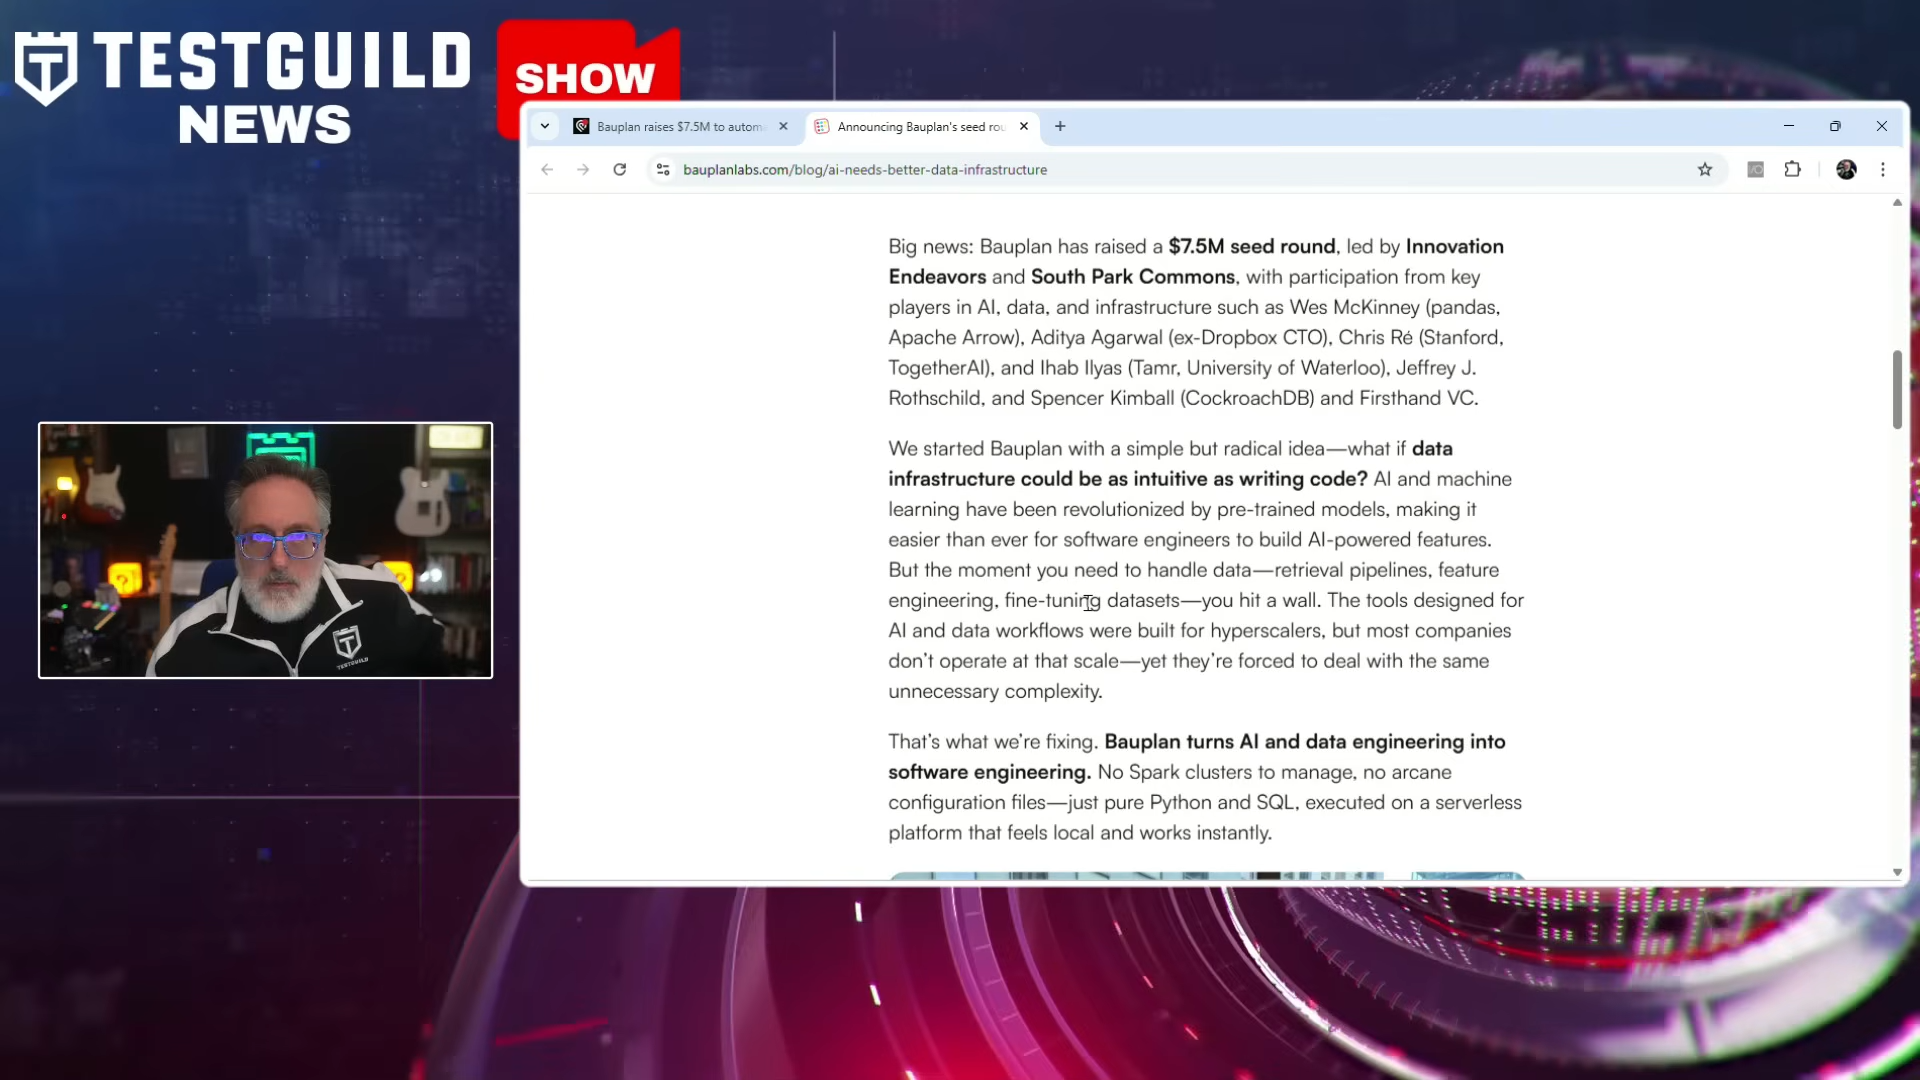 TESTGUILD
NEWS
SHOW
Bauplan raises $7.5M to autom
Announcing Bauplan's seed rou
bauplanlabs.com/blog/ai-needs-better-data-infrastructure
Big news: Bauplan has raised a $7.5M seed round, led by Innovation
Endeavors and South Park Commons, with participation from key
players in AI, data, and infrastructure such as Wes McKinney (pandas,
Apache Arrow), Aditya Agarwal (ex-Dropbox CTO), Chris Ré (Stanford,
TogetherAI), and Ihab Ilyas (Tamr, University of Waterloo), Jeffrey J.
Rothschild, and Spencer Kimball (CockroachDB) and Firsthand VC.
We started Bauplan with a simple but radical idea—what if data
infrastructure could be as intuitive as writing code? AI and machine
learning have been revolutionized by pre-trained models, making it
easier than ever for software engineers to build AI-powered features.
But the moment you need to handle data—retrieval pipelines, feature
engineering, fine-tuning datasets—you hit a wall. The tools designed for
AI and data workflows were built for hyperscalers, but most companies
don't operate at that scale—yet they're forced to deal with the same
unnecessary complexity.
That's what we're fixing. Bauplan turns AI and data engineering into
software engineering. No Spark clusters to manage, no arcane
configuration files—just pure Python and SQL, executed on a serverless
platform that feels local and works instantly.
TESTGUILD